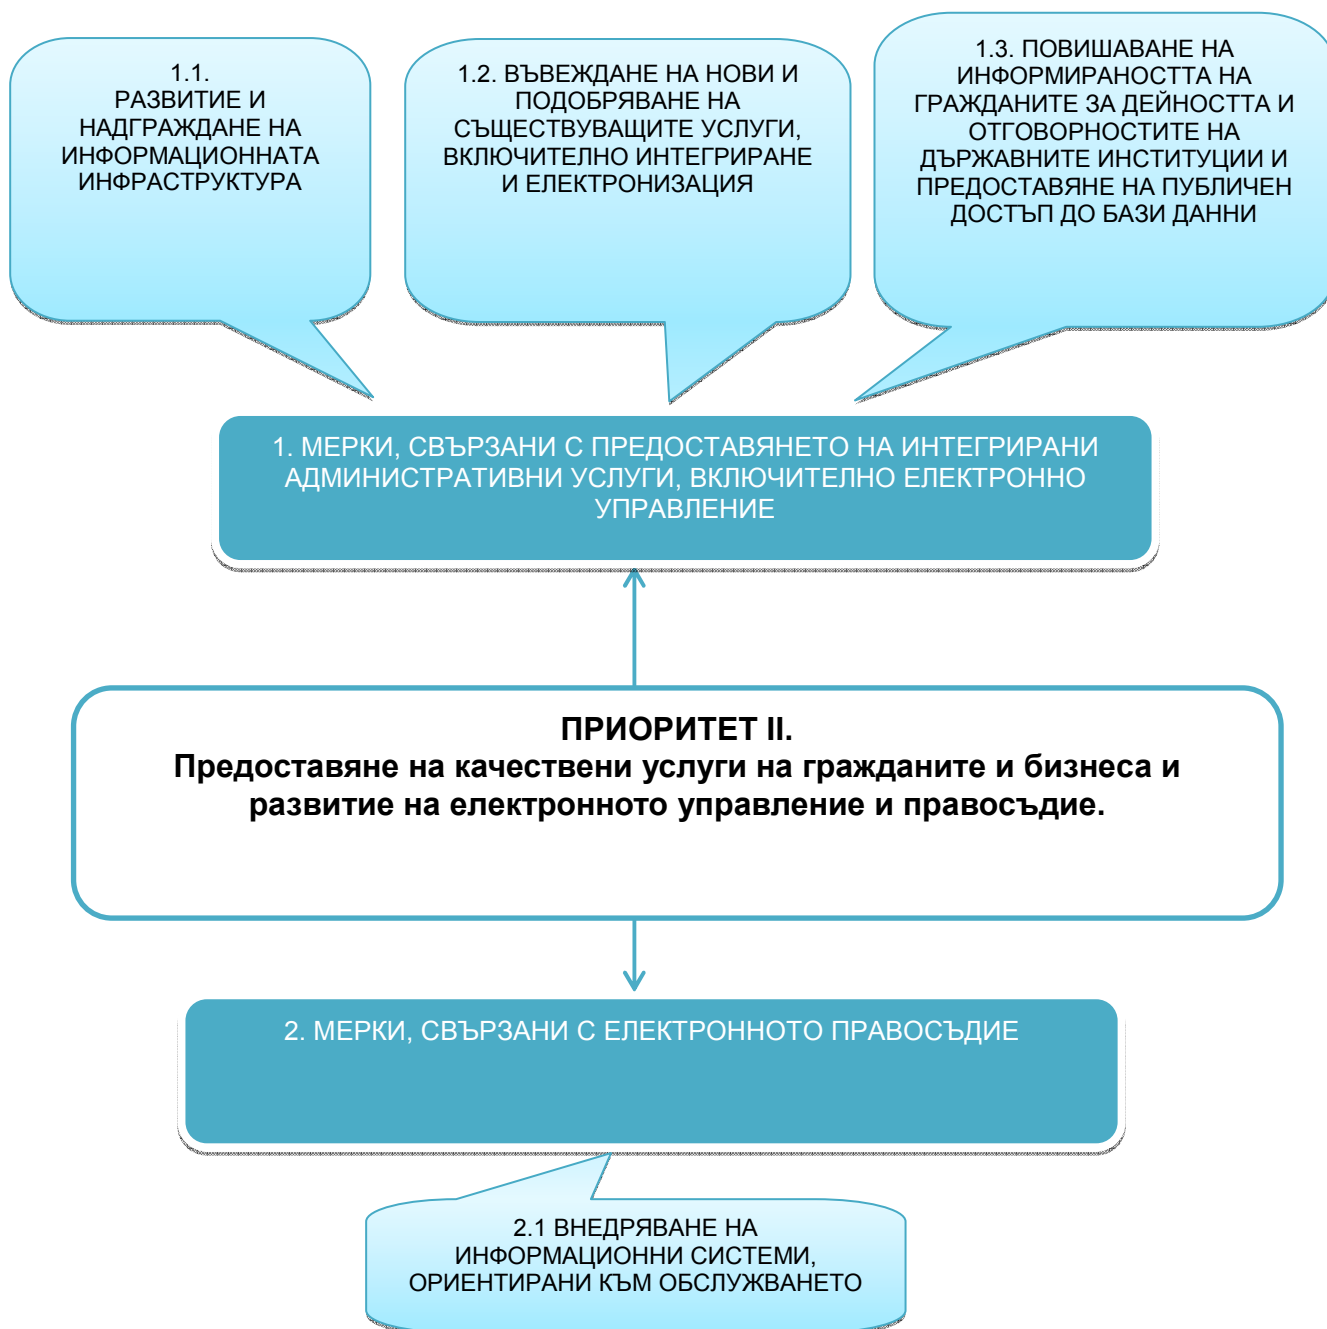 1.1.
РАЗВИТИЕ И
НАДГРАЖДАНЕ НА
ИНФОРМАЦИОННАТА
ИНФРАСТРУКТУРА
1.2. ВЪВЕЖДАНЕ НА НОВИ И
ПОДОБРЯВАНЕ НА
СЪЩЕСТВУВАЩИТЕ УСЛУГИ,
ВКЛЮЧИТЕЛНО ИНТЕГРИРАНЕ
И ЕЛЕКТРОНИЗАЦИЯ
1.3. ПОВИШАВАНЕ НА
ИНФОРМИРАНОСТТА НА
ГРАЖДАНИТЕ ЗА ДЕЙНОСТТА И
ОТГОВОРНОСТИТЕ НА
ДЪРЖАВНИТЕ ИНСТИТУЦИИ И
ПРЕДОСТАВЯНЕ НА ПУБЛИЧЕН
ДОСТЪП ДО БАЗИ ДАННИ
1. МЕРКИ, СВЪРЗАНИ С ПРЕДОСТАВЯНЕТО НА ИНТЕГРИРАНИ
АДМИНИСТРАТИВНИ УСЛУГИ, ВКЛЮЧИТЕЛНО ЕЛЕКТРОННО
УПРАВЛЕНИЕ
ПРИОРИТЕТ II.
Предоставяне на качествени услуги на гражданите и бизнеса и
развитие на електронното управление и правосъдие.
2. МЕРКИ, СВЪРЗАНИ С ЕЛЕКТРОННОТО ПРАВОСЪДИЕ
2.1 ВНЕДРЯВАНЕ НА
ИНФОРМАЦИОННИ СИСТЕМИ,
ОРИЕНТИРАНИ КЪМ ОБСЛУЖВАНЕТО